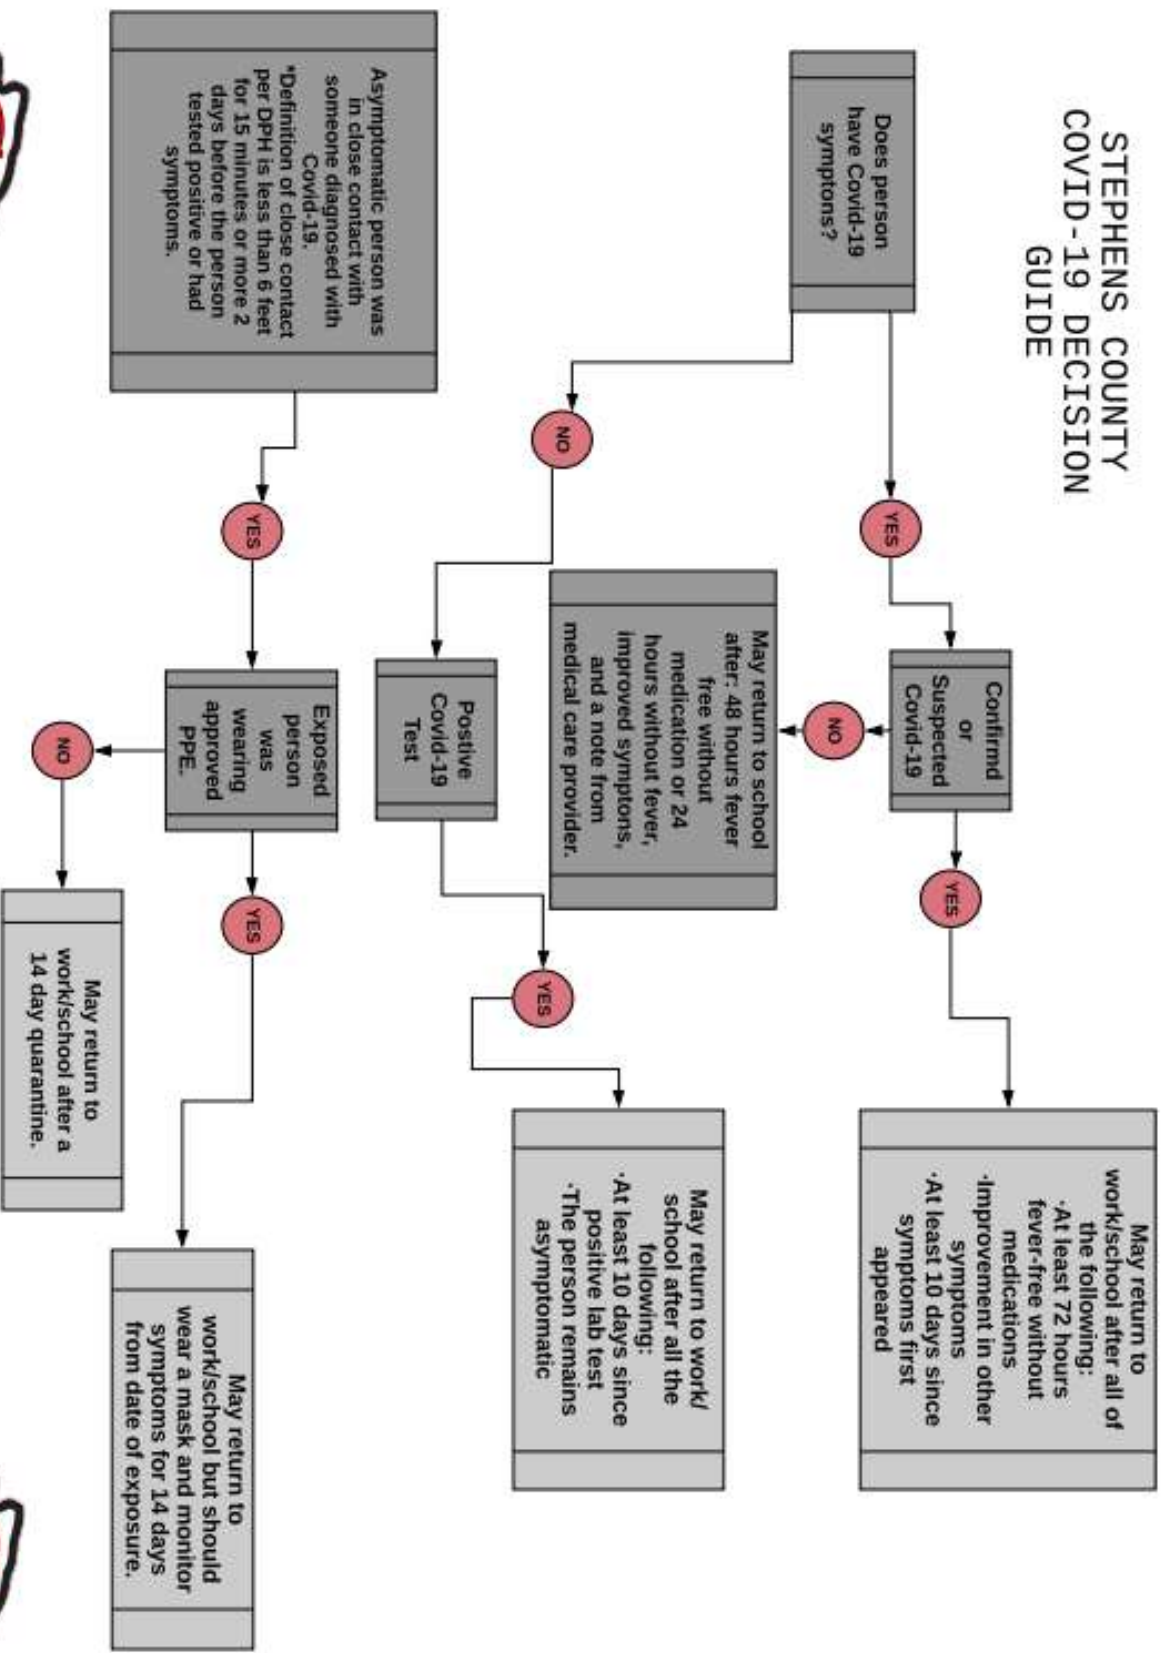 STEPHENS COUNTY
COVID-19 DECISION
GUIDE
Does person
have Covid-19
symptoms?
YES
Confirmd
or
Suspected
Covid-19
YES
May return to
work/school after all of
the following:
·At least 72 hours
fever-free without
medications
·Improvement in other
symptoms
·At least 10 days since
symptoms first
appeared
NO
May return to school
after: 48 hours fever
free without
medication or 24
hours without fever,
improved symptons,
and a note from
medical care provider.
NO
Postive
Covid-19
Test
YES
May return to work/
school after all the
following:
·At least 10 days since
positive lab test
·The person remains
asymptomatic
Asymptomatic person was
in close contact with
someone diagnosed with
Covid-19.
*Definition of close contact
per DPH is less than 6 feet
for 15 minutes or more 2
days before the person
tested positive or had
symptoms.
YES
Exposed
person
was
wearring
approved
PPE.
YES
May return to
work/school but should
wear a mask and monitor
symptoms for 14 days
from date of exposure.
NO
May return to
work/school after a
14 day quarantine.